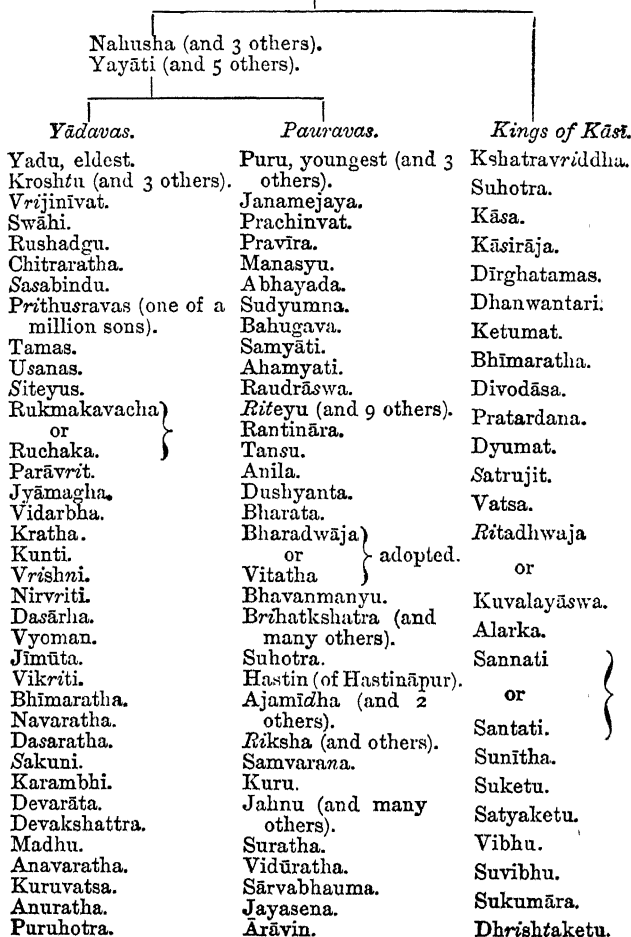 Nahusha (and 3 others).
Yayāti (and 5 others).
Yādavas.
Yadu, eldest.
Kroshtu (and 3 others).
Vrijinīvat.
Swāhi.
Rushadgu.
Chitraratha.
Sasabindu.
Prithusravas (one of a
million sons).
Tamas.
Usanas.
Siteyus.
Rukmakavacha
or
Ruchaka.
Parāvrit.
Jyāmagha.
Vidarbha.
Kratha.
Kunti.
Vrishni.
Nirvriti.
Dasārha.
Vyoman.
Jīmūta.
Vikriti.
Bhīmaratha.
Navaratha.
Dasaratha.
Sakuni.
Karambhi.
Devarāta.
Devakshattra.
Madhu.
Anavaratha.
Kuruvatsa.
Anuratha.
Puruhotra.
Pauravas.
Puru, youngest (and 3
others).
Janamejaya.
Prachinvat.
Pravīra.
Manasyu.
Abhayada.
Sudyumna.
Bahugava.
Samyāti.
Ahamyati.
Raudrāswa.
Riteyu (and 9 others).
Rantināra.
Tansu.
Anila.
Dushyanta.
Bharata.
Bharadwāja
or adopted.
Vitatha
Bhavanmanyu.
Brihatkshatra (and
many others).
Suhotra.
Hastin (of Hastināpur).
Ajamīdha (and 2
others).
Riksha (and others).
Samvarana.
Kuru.
Jahnu (and many
others).
Suratha.
Vidūratha.
Sārvabhauma.
Jayasena.
Ārāvin.
Kings of Kāsī.
Kshatravriddha.
Suhotra.
Kāsa.
Kāsirāja.
Dīrghatamas.
Dhanwantari.
Ketumat.
Bhīmaratha.
Divodāsa.
Pratardana.
Dyumat.
Satrujit.
Vatsa.
Ritadhwaja
or
Kuvalayāswa.
Alarka.
Sannati
or
Santati.
Sunītha.
Suketu.
Satyaketu.
Vibhu.
Suvibhu.
Sukumāra.
Dhrishtaketu.